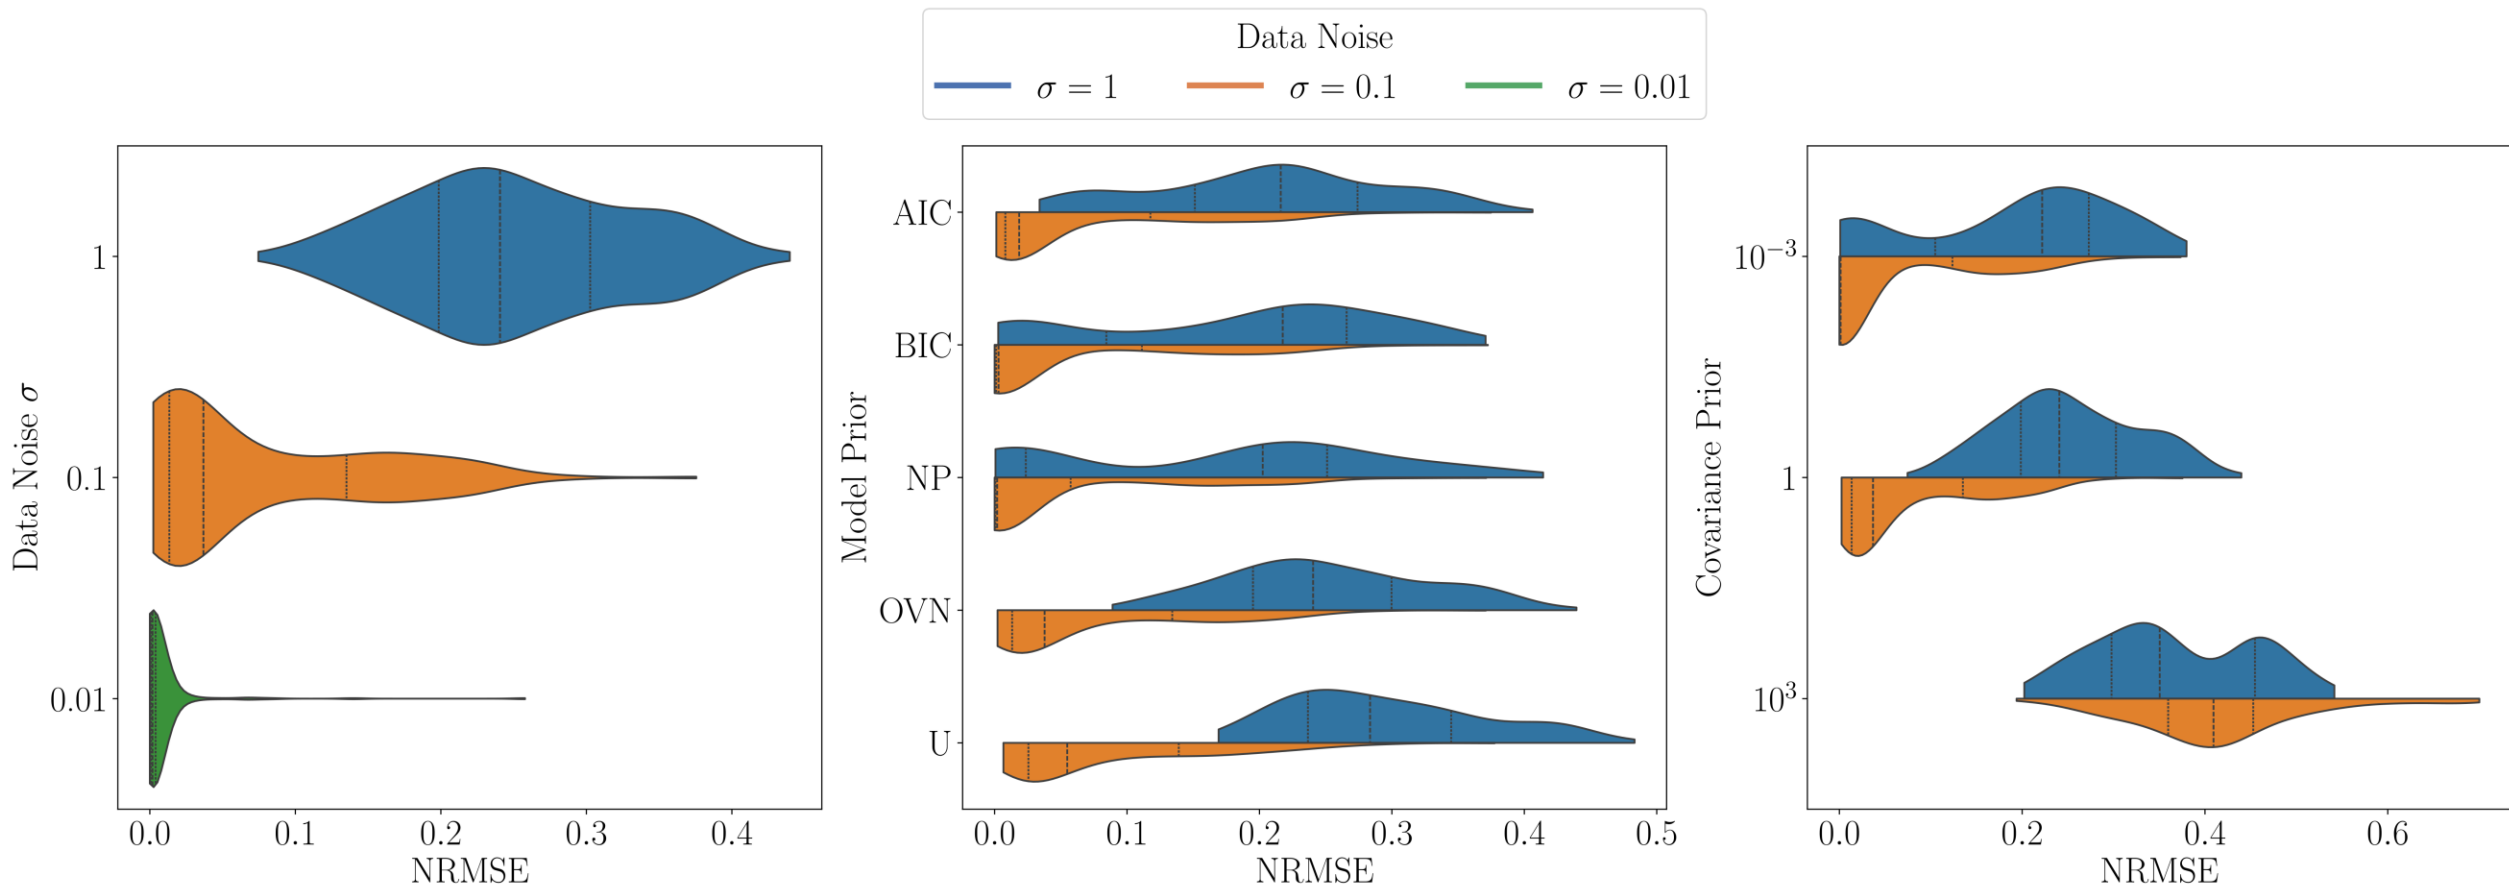 Data Noise
σ = 1 σ = 0.1 σ = 0.01
Data Noise σ
1
0.1
0.01
0.0 0.1 0.2 0.3 0.4
NRMSE
Model Prior
AIC
BIC
NP
OVN
U
0.0 0.1 0.2 0.3 0.4 0.5
NRMSE
Covariance Prior
10⁻³
1
10³
0.0 0.2 0.4 0.6
NRMSE